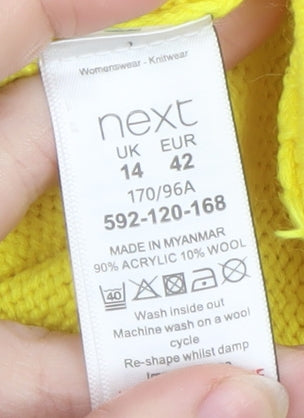 Womenswear - Knitwear
next
UK EUR
14 42
170/96A
592-120-168
MADE IN MYANMAR
90% ACRYLIC 10% WOOL
40
Wash inside out
Machine wash on a wool
cycle
Re-shape whilst damp